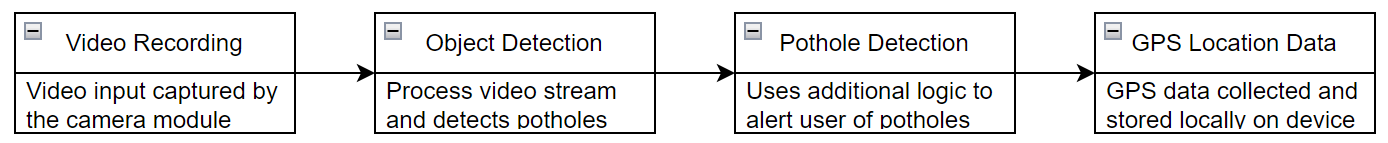 Video Recording
Video input captured by
the camera module
Object Detection
Process video stream
and detects potholes
Pothole Detection
Uses additional logic to
alert user of potholes
GPS Location Data
GPS data collected and
stored locally on device